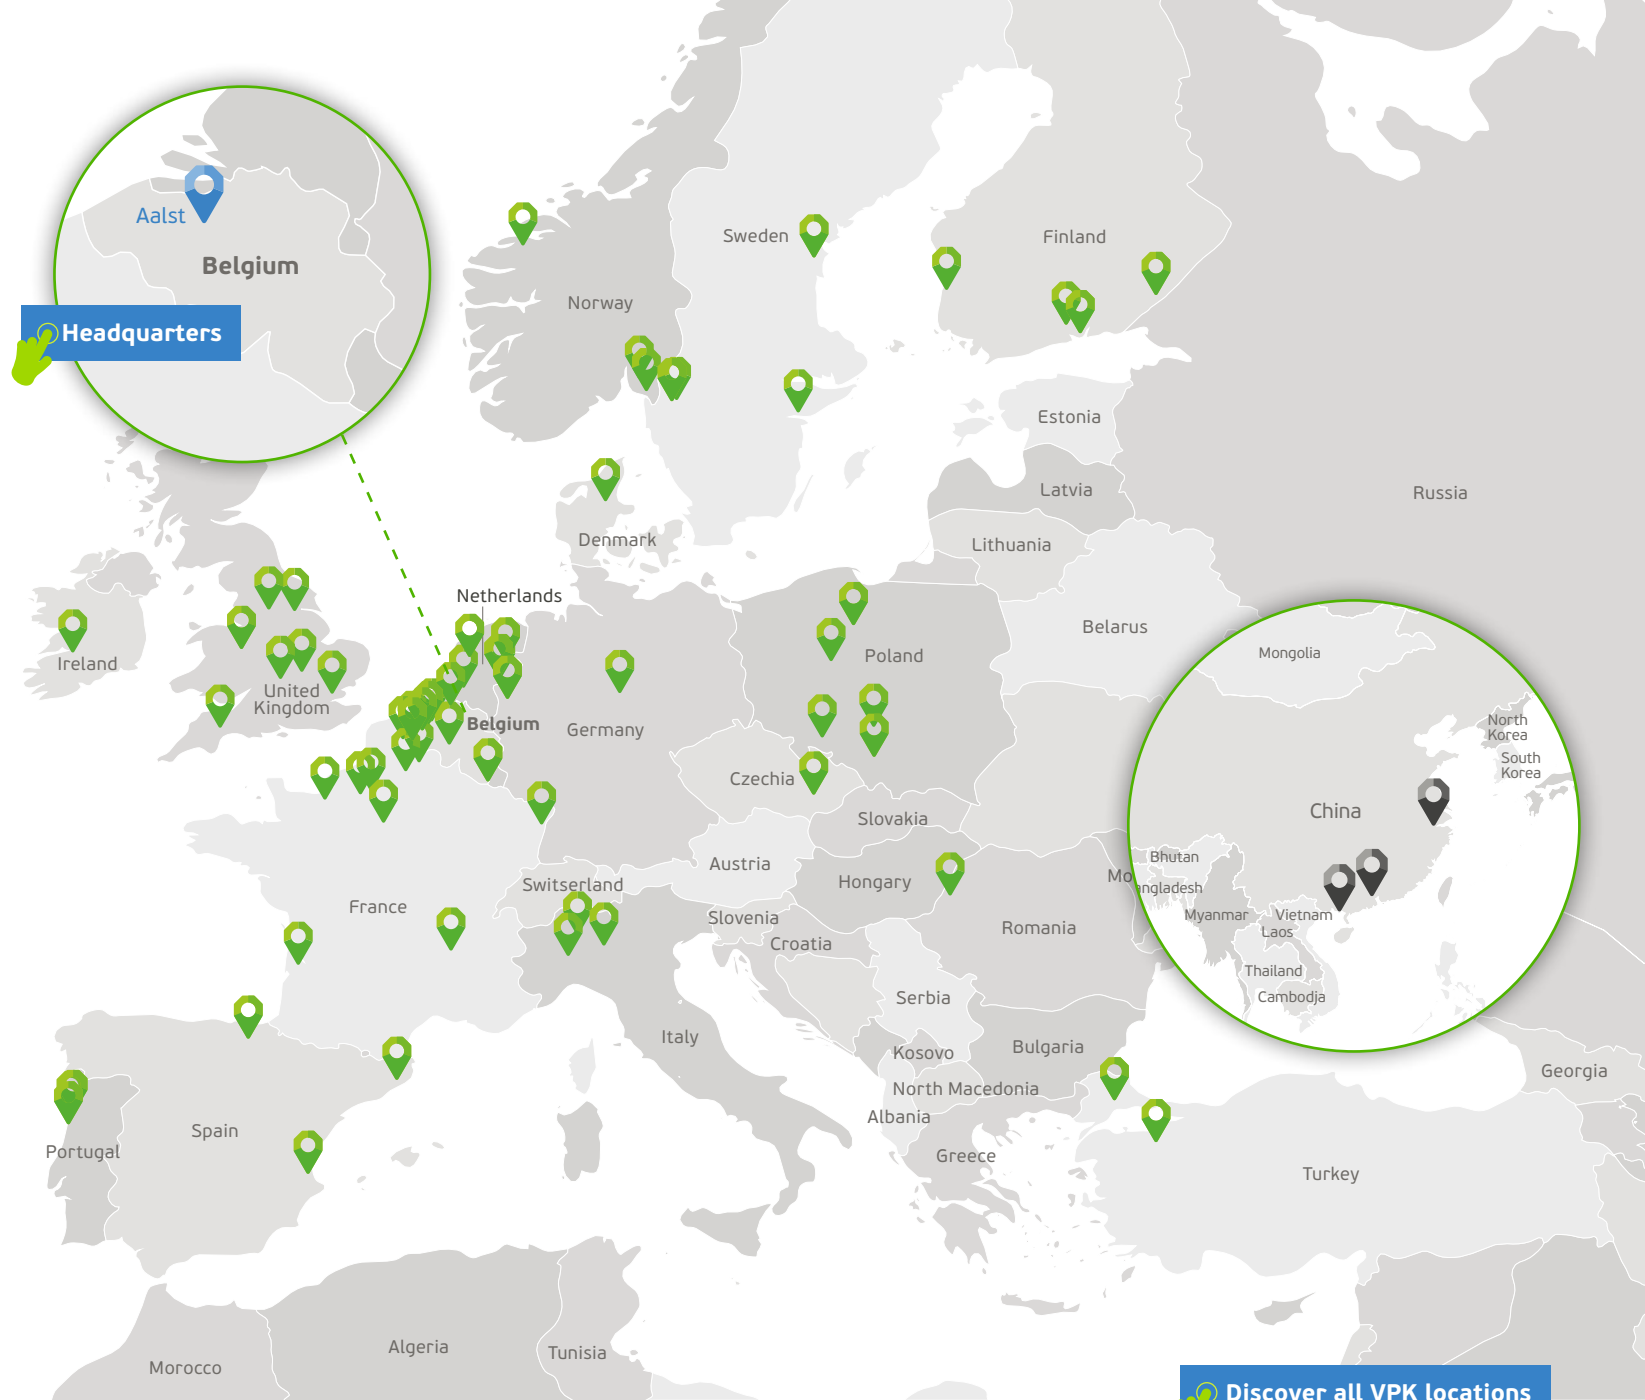 Aalst
Belgium
Headquarters
Sweden
Finland
Norway
Estonia
Latvia
Russia
Denmark
Lithuania
Netherlands
Belarus
Mongolia
Ireland
Poland
United
Kingdom
Belgium
Germany
North
Korea
South
Korea
Czechia
China
Slovakia
Austria
Bhutan
Mo
Hongary
Switserland
ngladesh
France
Myanmar
Vietnam
Slovenia
Romania
Laos
Croatia
Thailand
Serbia
Cambodja
Italy
Kosovo
Bulgaria
Georgia
North Macedonia
Albania
Spain
Portugal
Greece
Turkey
Algeria
Tunisia
Morocco
Discover all VPK locations